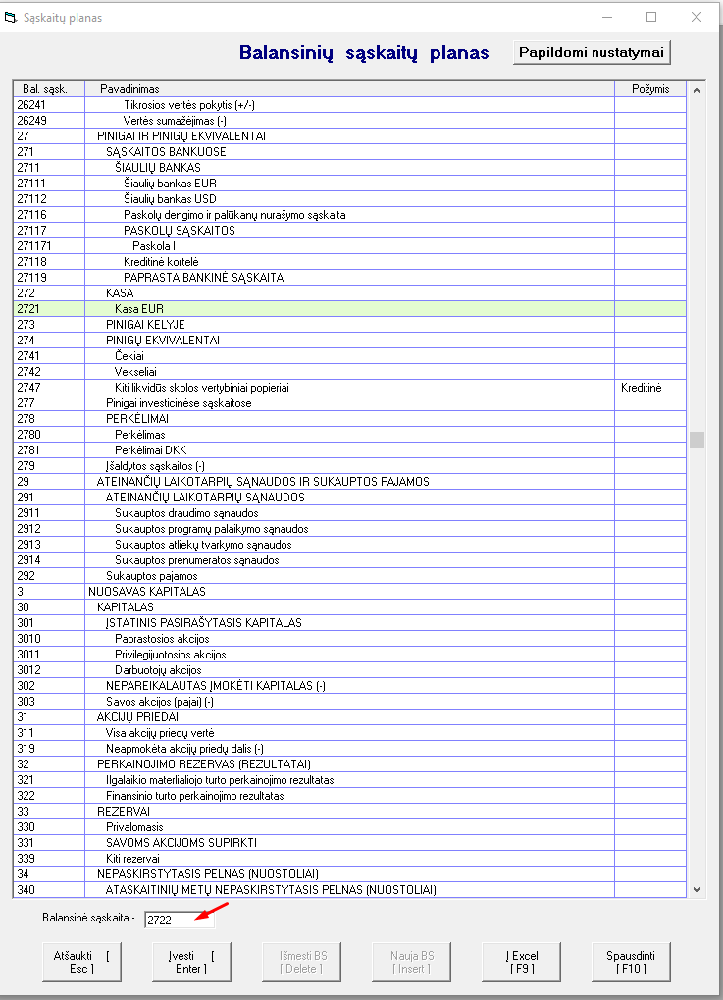 Sąskaitų planas
Balansinių sąskaitų planas Papildomi nustatymai
Bal. sąsk. Pavadinimas Požymis
26241 Tikrosios vertės pokytis (+/-)
26249 Vertės sumažėjimas (-)
27 PINIGAI IR PINIGŲ EKVIVALENTAI
271 SĄSKAITOS BANKUOSE
2711 ŠIAULIŲ BANKAS
27111 Šiaulių bankas EUR
27112 Šiaulių bankas USD
27116 Paskolų dengimo ir palūkanų nurašymo sąskaita
27117 PASKOLŲ SĄSKAITOS
271171 Paskola I
27118 Kreditinė kortelė
27119 PAPRASTA BANKINĖ SĄSKAITA
272 KASA
2721 Kasa EUR
273 PINIGAI KELYJE
274 PINIGŲ EKVIVALENTAI
2741 Čekiai
2742 Vekseliai
2747 Kiti likvidūs skolos vertybiniai popieriai Kreditinė
277 Pinigai investicinėse sąskaitose
278 PERKĖLIMAI
2780 Perkėlimas
2781 Perkėlimai DKK
279 Įšaldytos sąskaitos (-)
29 ATEINANČIŲ LAIKOTARPIŲ SĄNAUDOS IR SUKAUPTOS PAJAMOS
291 ATEINANČIŲ LAIKOTARPIŲ SĄNAUDOS
2911 Sukauptos draudimo sąnaudos
2912 Sukauptos programų palaikymo sąnaudos
2913 Sukauptos atliekų tvarkymo sąnaudos
2914 Sukauptos prenumeratos sąnaudos
292 Sukauptos pajamos
3 NUOSAVAS KAPITALAS
30 KAPITALAS
301 ĮSTATINIS PASIRAŠYTASIS KAPITALAS
3010 Paprastosios akcijos
3011 Privilegijuotosios akcijos
3012 Darbuotojų akcijos
302 NEPAREIKALAUTAS ĮMOKĖTI KAPITALAS (-)
303 Savos akcijos (pajai) (-)
31 AKCIJŲ PRIEDAI
311 Visa akcijų priedų vertė
319 Neapmokėta akcijų priedų dalis (-)
32 PERKAINOJIMO REZERVAS (REZULTATAI)
321 Ilgalaikio materlialiojo turto perkainojimo rezultatas
322 Finansinio turto perkainojimo rezultatas
33 REZERVAI
330 Privalomasis
331 SAVOMS AKCIJOMS SUPIRKTI
339 Kiti rezervai
34 NEPASKIRSTYTASIS PELNAS (NUOSTOLIAI)
340 ATASKAITINIŲ METŲ NEPASKIRSTYTASIS PELNAS (NUOSTOLIAI)
Balansinė sąskaita - 2722
Atšaukti [ Esc ] Įvesti [ Enter ] Išmesti BS [ Delete ] Nauja BS [ Insert ] Į Excel [ F9 ] Spausdinti [ F10 ]